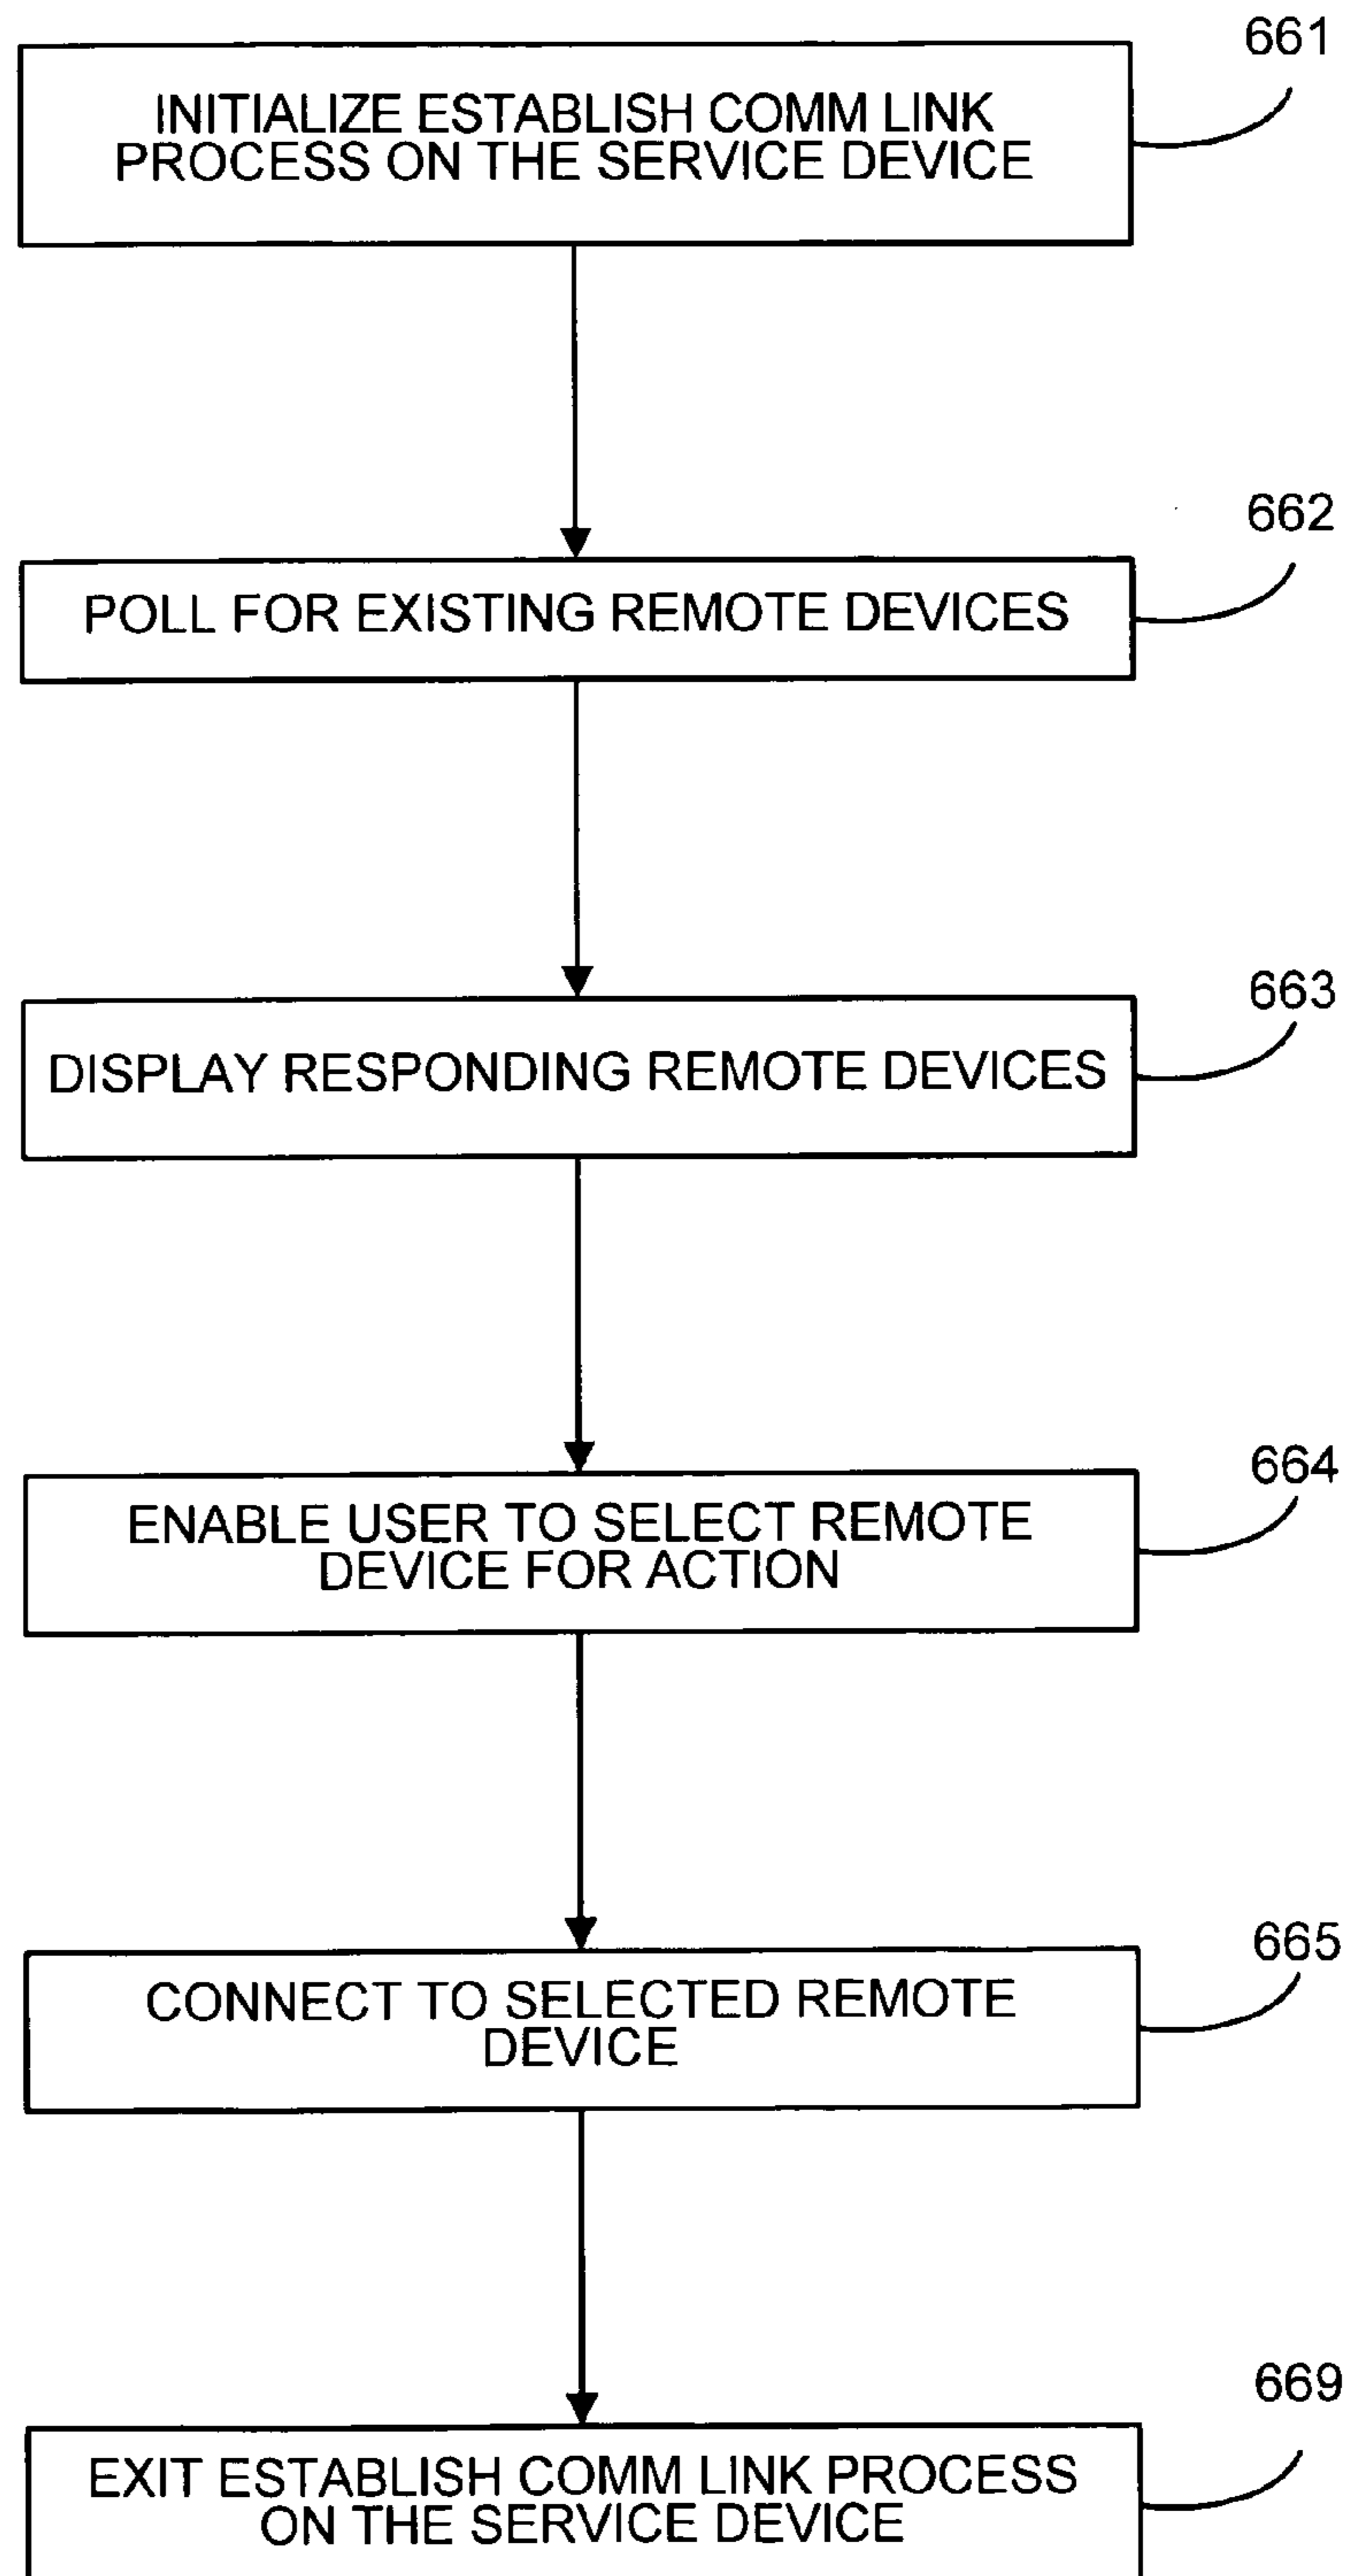 661
INITIALIZE ESTABLISH COMM LINK
PROCESS ON THE SERVICE DEVICE
662
POLL FOR EXISTING REMOTE DEVICES
663
DISPLAY RESPONDING REMOTE DEVICES
664
ENABLE USER TO SELECT REMOTE
DEVICE FOR ACTION
665
CONNECT TO SELECTED REMOTE
DEVICE
669
EXIT ESTABLISH COMM LINK PROCESS
ON THE SERVICE DEVICE